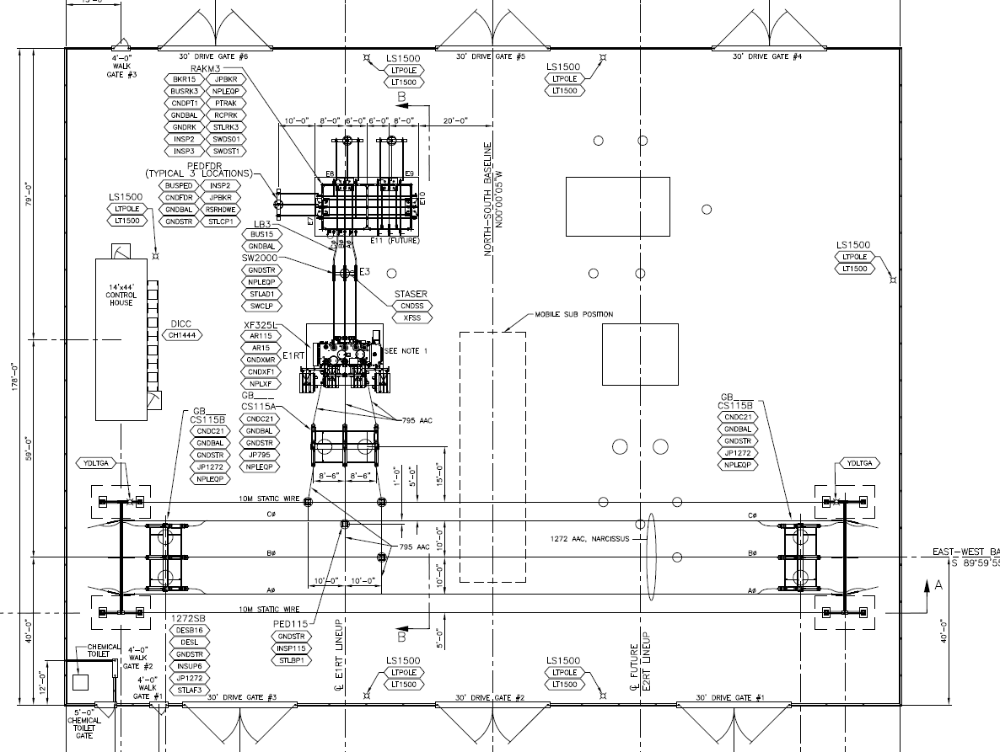 4'-0"
WALK
GATE #3
30' DRIVE GATE #6
30' DRIVE GATE #5
30' DRIVE GATE #4
RAKM3
BKR15 JPBKR
BUSRK3 NPLEQP
CNDPT1 PTRAK
GNDBAL RCPRK
GNDRK STLRK3
INSP2 SWDS01
INSP3 SWDST1
LS1500
LTPOLE
LT1500
LS1500
LTPOLE
LT1500
B
10'-0" 8'-0" 6'-0" 6'-0" 8'-0" 20'-0"
PEDFDR
(TYPICAL 3 LOCATIONS)
BUSPED INSP2
CNDFDR JPBKR
GNDBAL RSRHDWE
GNDSTR STLCP1
E8 E9
E7
E10
E11 (FUTURE)
NORTH-SOUTH BASELINE
N00°00'05"W
79'-0"
LS1500
LTPOLE
LT1500
LB3
BUS15
GNDBAL
CØ BØ AØ
SW2000
GNDSTR
NPLEQP
STLAD1
SWCLP
E3
STASER
CNDSS
XFSS
LS1500
LTPOLE
LT1500
14'x44'
CONTROL
HOUSE
DICC
CH1444
MOBILE SUB POSITION
XF325L
AR115
AR15
GNDXMR
CNDXF1
NPLXF
E1RT
SEE NOTE 1
178'-0"
59'-0"
GB___
CS115A
CNDC21
GNDBAL
GNDSTR
JP795
NPLEQP
795 AAC
GB___
CS115B
CNDC21
GNDBAL
GNDSTR
JP1272
NPLEQP
GB___
CS115B
CNDC21
GNDBAL
GNDSTR
JP1272
NPLEQP
YDLTGA
YDLTGA
8'-6" 8'-6"
1'-0"
5'-0"
15'-0"
10M STATIC WIRE
CØ
CØ
1272 AAC, NARCISSUS
795 AAC
10'-0"
BØ
BØ
S 89°59'55
10'-0"
10'-0" 10'-0"
AØ
AØ
A
10M STATIC WIRE
5'-0"
40'-0"
40'-0"
1272SB
DESB16
DESL
GNDSTR
INSUP6
JP1272
STLAF3
PED115
GNDSTR
INSP115
STLBP1
B
℄ E1RT LINEUP
℄ FUTURE
E2RT LINEUP
CHEMICAL
TOILET
4'-0"
WALK
GATE #2
4'-0"
WALK
GATE #1
12'-0"
LS1500
LTPOLE
LT1500
LS1500
LTPOLE
LT1500
30' DRIVE GATE #3
30' DRIVE GATE #2
30' DRIVE GATE #1
5'-0"
CHEMICAL
TOILET
GATE